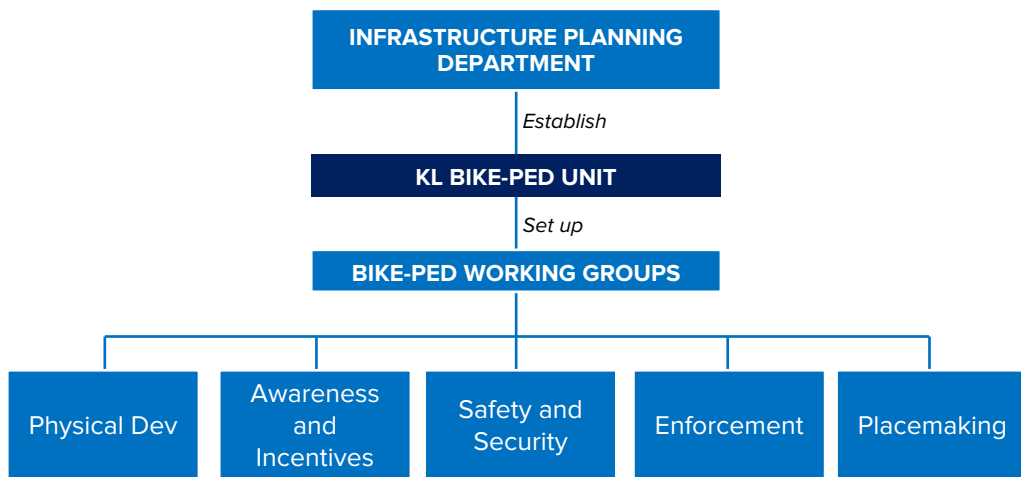 INFRASTRUCTURE PLANNING
DEPARTMENT
Establish
KL BIKE-PED UNIT
Set up
BIKE-PED WORKING GROUPS
Physical Dev
Awareness
and
Incentives
Safety and
Security
Enforcement
Placemaking